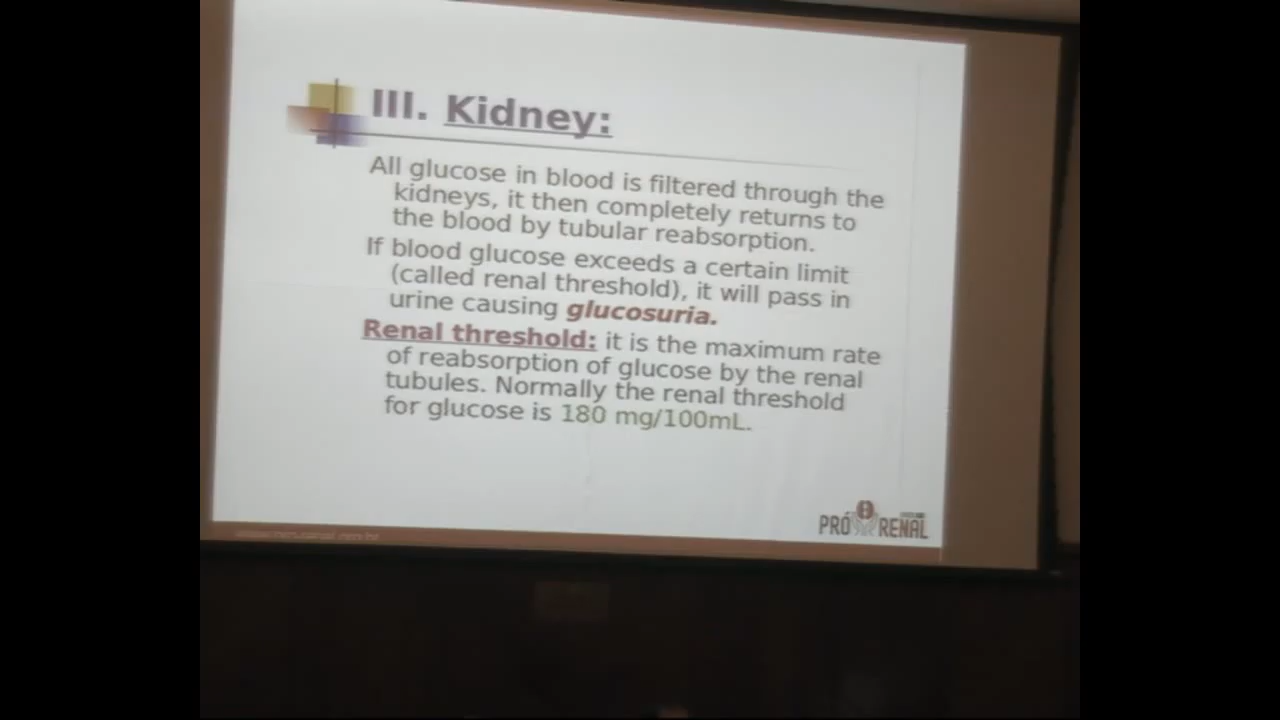 III. Kidney:
All glucose in blood is filtered through the
kidneys, it then completely returns to
the blood by tubular reabsorption.
If blood glucose exceeds a certain limit
(called renal threshold), it will pass in
urine causing glucosuria.
Renal threshold: it is the maximum rate
of reabsorption of glucose by the renal
tubules. Normally the renal threshold
for glucose is 180 mg/100mL.
PRÓ RENAL